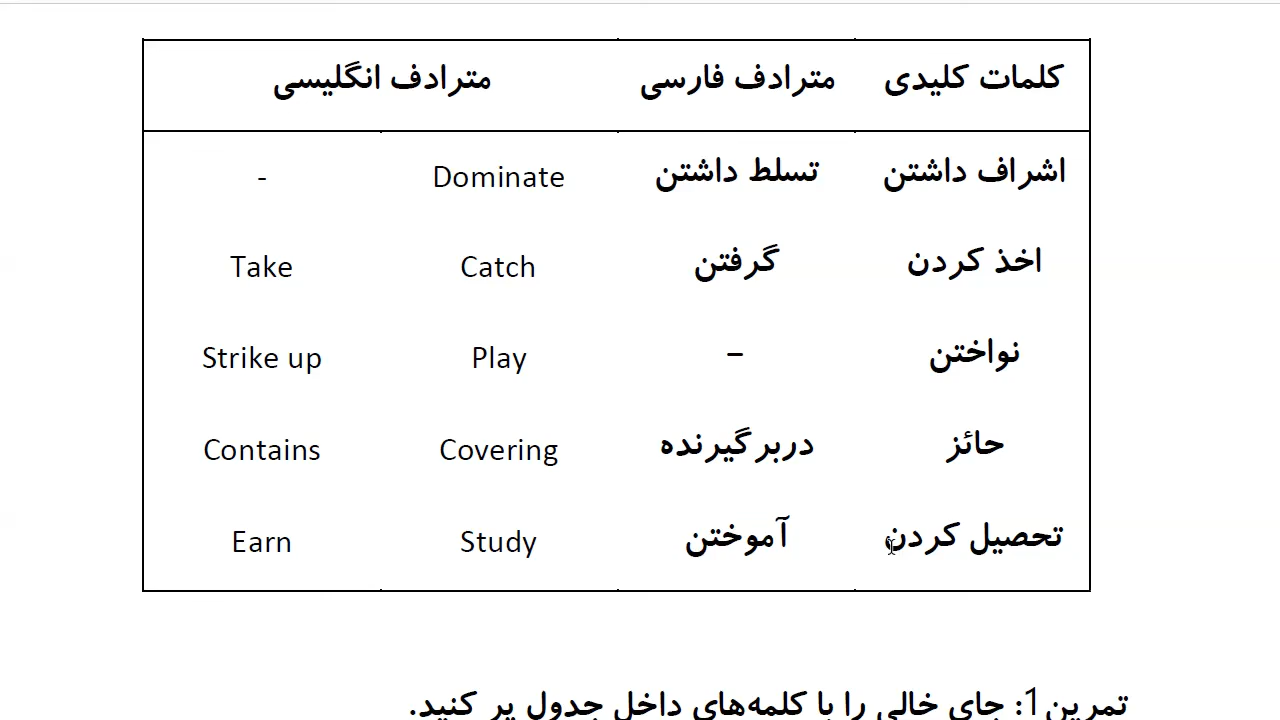 کلمات کلیدی مترادف فارسی مترادف انگلیسی
اشراف داشتن تسلط داشتن Dominate -
اخذ کردن گرفتن Catch Take
نواختن – Play Strike up
حائز دربرگیرنده Covering Contains
تحصیل کردن آموختن Study Earn
تمرین1: جای خالی را با کلمه‌های داخل جدول پر کنید.